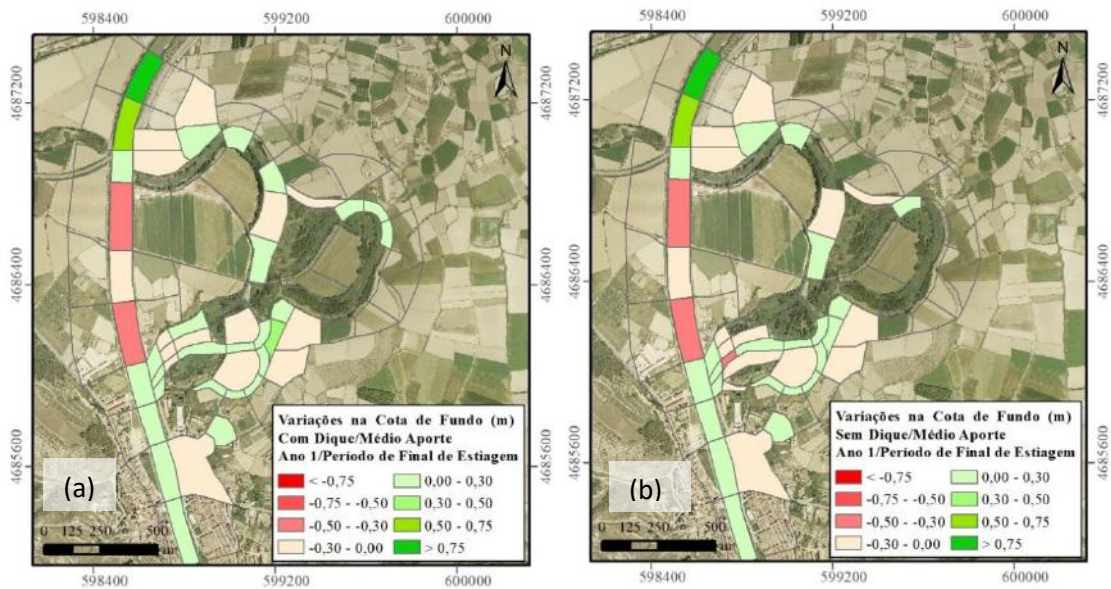 598400 599200 600000
4687200
4686400
4685600
N
(a)
Variações na Cota de Fundo (m)
Com Dique/Médio Aporte
Ano 1/Período de Final de Estiagem
< -0,75 0,00 - 0,30
-0,75 - -0,50 0,30 - 0,50
-0,50 - -0,30 0,50 - 0,75
-0,30 - 0,00 > 0,75
0 125 250 500
m
598400 599200 600000
598400 599200 600000
4687200
4686400
4685600
N
4687200
4686400
4685600
(b)
Variações na Cota de Fundo (m)
Sem Dique/Médio Aporte
Ano 1/Período de Final de Estiagem
< -0,75 0,00 - 0,30
-0,75 - -0,50 0,30 - 0,50
-0,50 - -0,30 0,50 - 0,75
-0,30 - 0,00 > 0,75
0 125 250 500
m
598400 599200 600000